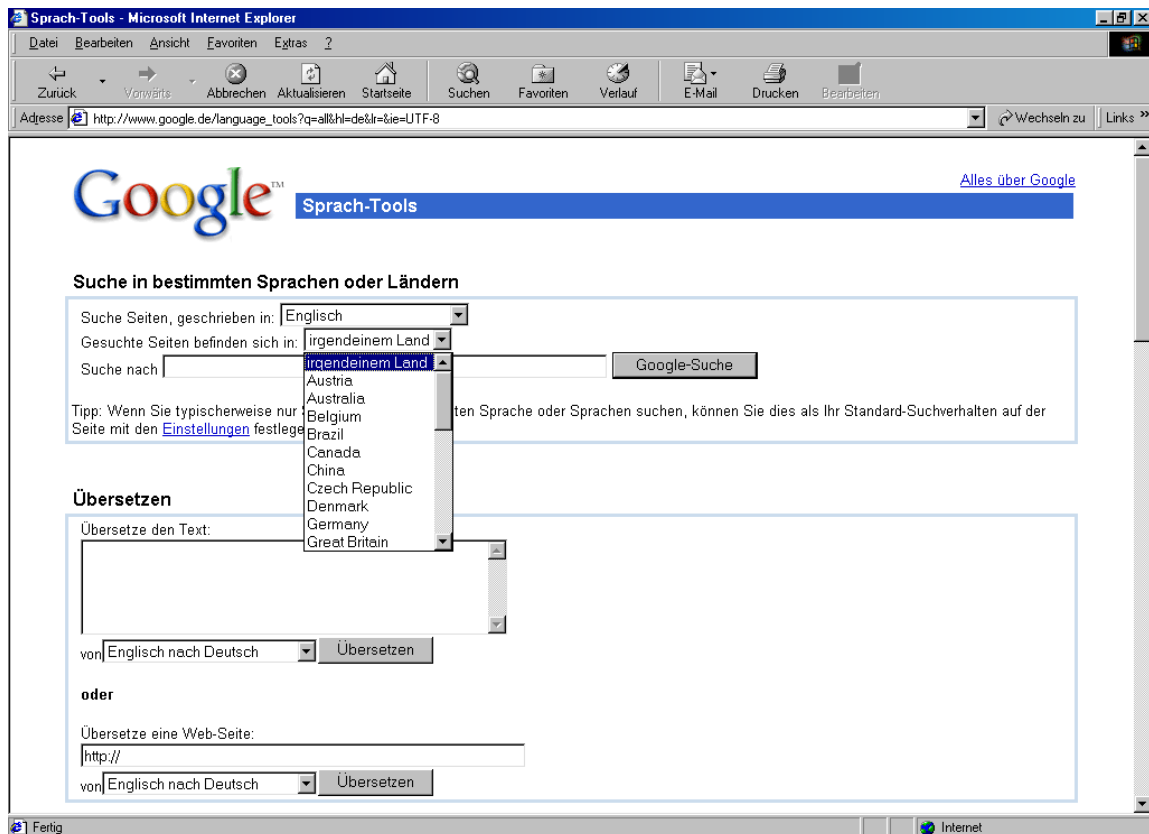 Sprach-Tools - Microsoft Internet Explorer
Datei Bearbeiten Ansicht Favoriten Extras ?
Zurück Vorwärts Abbrechen Aktualisieren Startseite Suchen Favoriten Verlauf E-Mail Drucken Bearbeiten
Adresse http://www.google.de/language_tools?q=all&hl=de&lr=&ie=UTF-8 Wechseln zu Links »
Google™
Alles über Google
Sprach-Tools
Suche in bestimmten Sprachen oder Ländern
Suche Seiten, geschrieben in: Englisch
Gesuchte Seiten befinden sich in: irgendeinem Land
Suche nach Google-Suche
irgendeinem Land
Austria
Australia
Belgium
Brazil
Canada
China
Czech Republic
Denmark
Germany
Great Britain
Tipp: Wenn Sie typischerweise nur ten Sprache oder Sprachen suchen, können Sie dies als Ihr Standard-Suchverhalten auf der
Seite mit den Einstellungen festlege
Übersetzen
Übersetze den Text:
von Englisch nach Deutsch Übersetzen
oder
Übersetze eine Web-Seite:
http://
von Englisch nach Deutsch Übersetzen
Fertig Internet